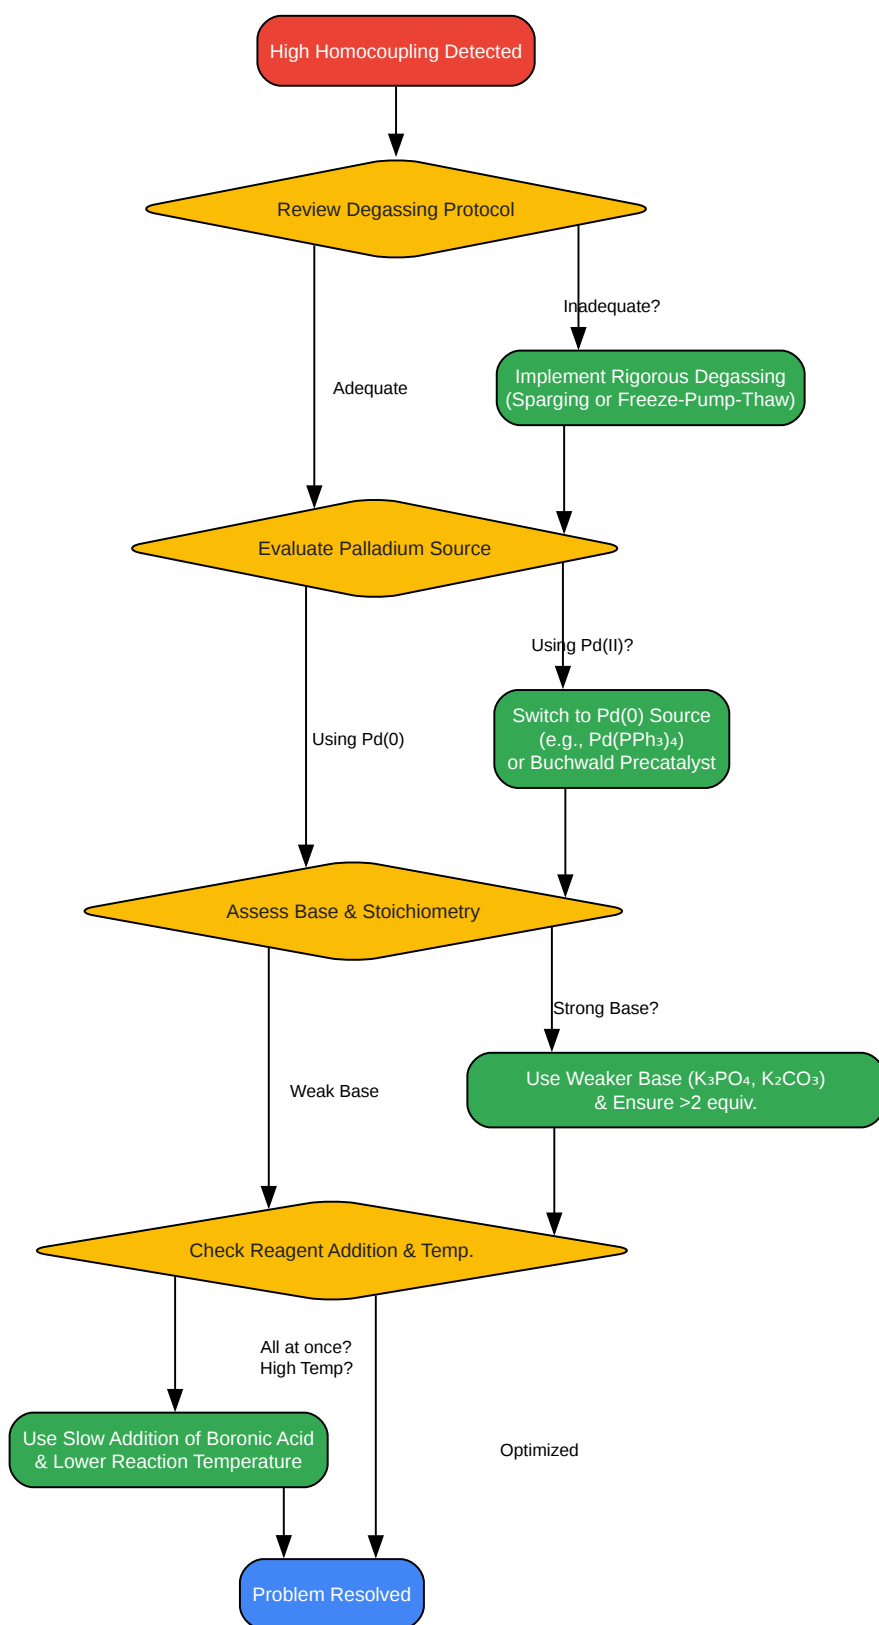 High Homocoupling Detected
Review Degassing Protocol
Inadequate?
Implement Rigorous Degassing
(Sparging or Freeze-Pump-Thaw)
Adequate
Evaluate Palladium Source
Using Pd(II)?
Switch to Pd(0) Source
(e.g., Pd(PPh₃)₄)
or Buchwald Precatalyst
Using Pd(0)
Assess Base & Stoichiometry
Strong Base?
Use Weaker Base (K₃PO₄, K₂CO₃)
& Ensure >2 equiv.
Weak Base
Check Reagent Addition & Temp.
All at once?
High Temp?
Use Slow Addition of Boronic Acid
& Lower Reaction Temperature
Optimized
Problem Resolved